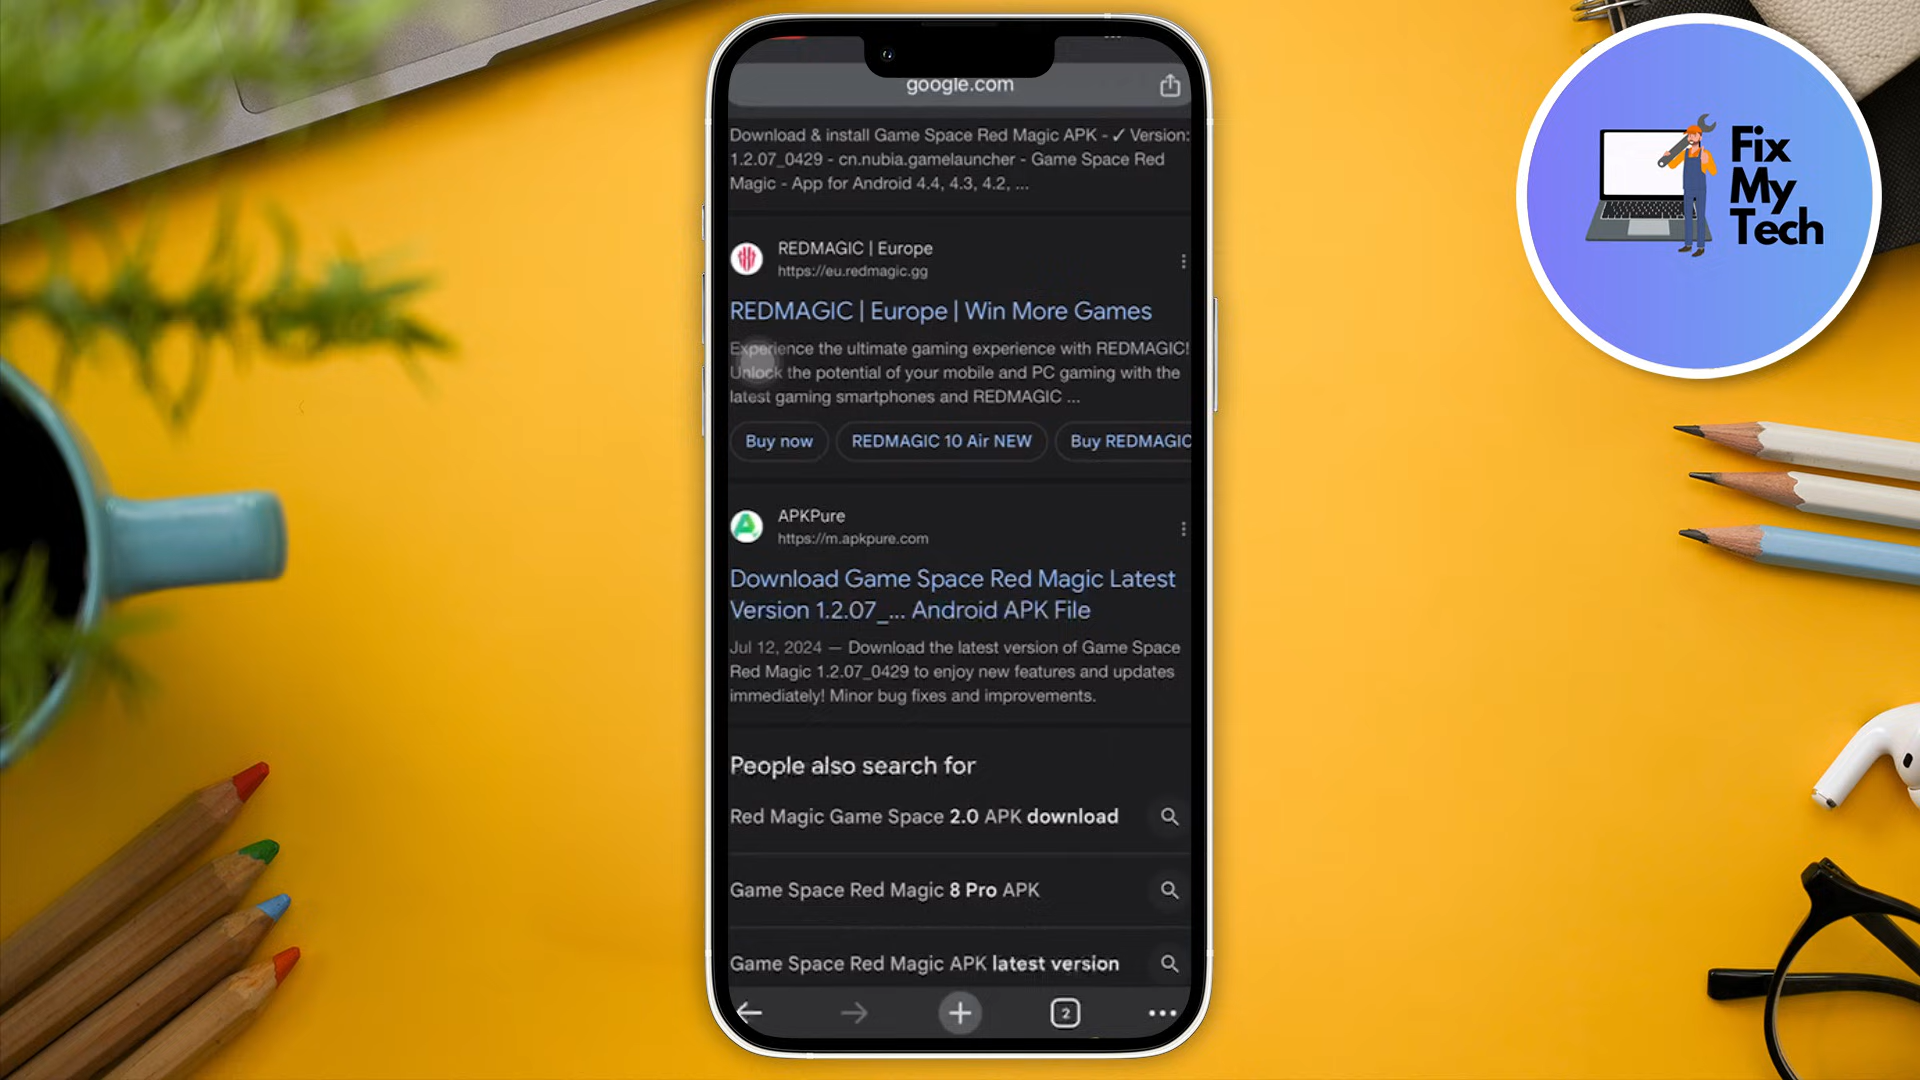 google.com
Download & install Game Space Red Magic APK - ✓ Version:
1.2.07_0429 - cn.nubia.gamelauncher - Game Space Red
Magic - App for Android 4.4, 4.3, 4.2, ...
REDMAGIC | Europe
https://eu.redmagic.gg
REDMAGIC | Europe | Win More Games
Experience the ultimate gaming experience with REDMAGIC!
Unlock the potential of your mobile and PC gaming with the
latest gaming smartphones and REDMAGIC ...
Buy now
REDMAGIC 10 Air NEW
Buy REDMAGIC
APKPure
https://m.apkpure.com
Download Game Space Red Magic Latest
Version 1.2.07_... Android APK File
Jul 12, 2024 — Download the latest version of Game Space
Red Magic 1.2.07_0429 to enjoy new features and updates
immediately! Minor bug fixes and improvements.
People also search for
Red Magic Game Space 2.0 APK download
Game Space Red Magic 8 Pro APK
Game Space Red Magic APK latest version
2
Fix
My
Tech